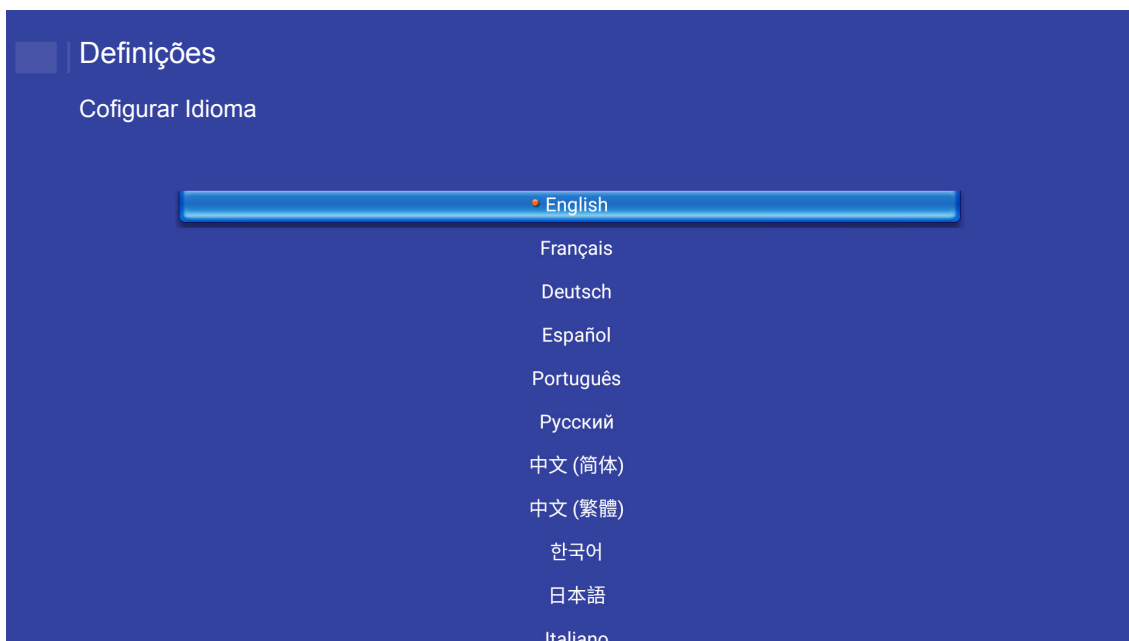 Definições
Cofigurar Idioma
English
Français
Deutsch
Español
Português
Русский
中文 (简体)
中文 (繁體)
한국어
日本語
Italiano